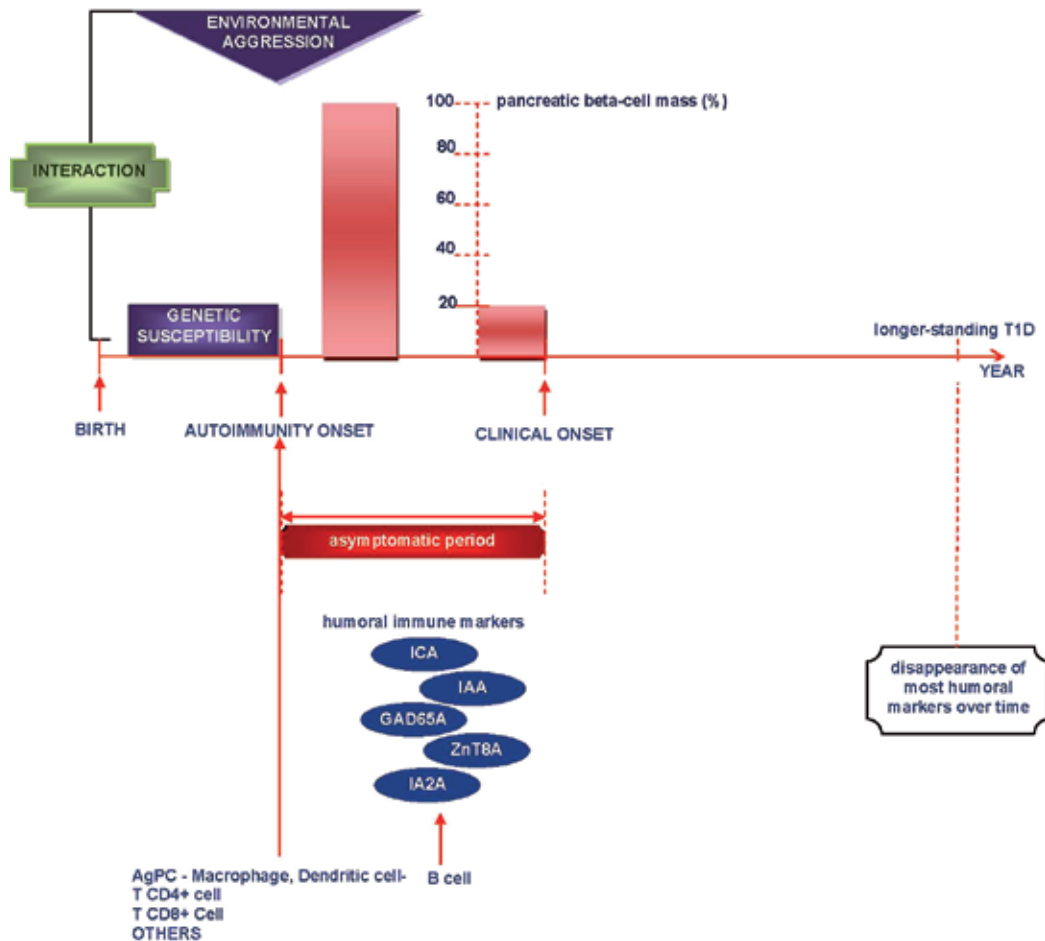 ENVIRONMENTAL
AGGRESSION
100
pancreatic beta-cell mass (%)
80
INTERACTION
60
40
20
GENETIC
SUSCEPTIBILITY
longer-standing T1D
YEAR
BIRTH
AUTOIMMUNITY ONSET
CLINICAL ONSET
asymptomatic period
humoral immune markers
ICA
IAA
GAD65A
ZnT8A
IA2A
disappearance of
most humoral
markers over time
AgPC - Macrophage, Dendritic cell-
T CD4+ cell
T CD8+ Cell
OTHERS
B cell